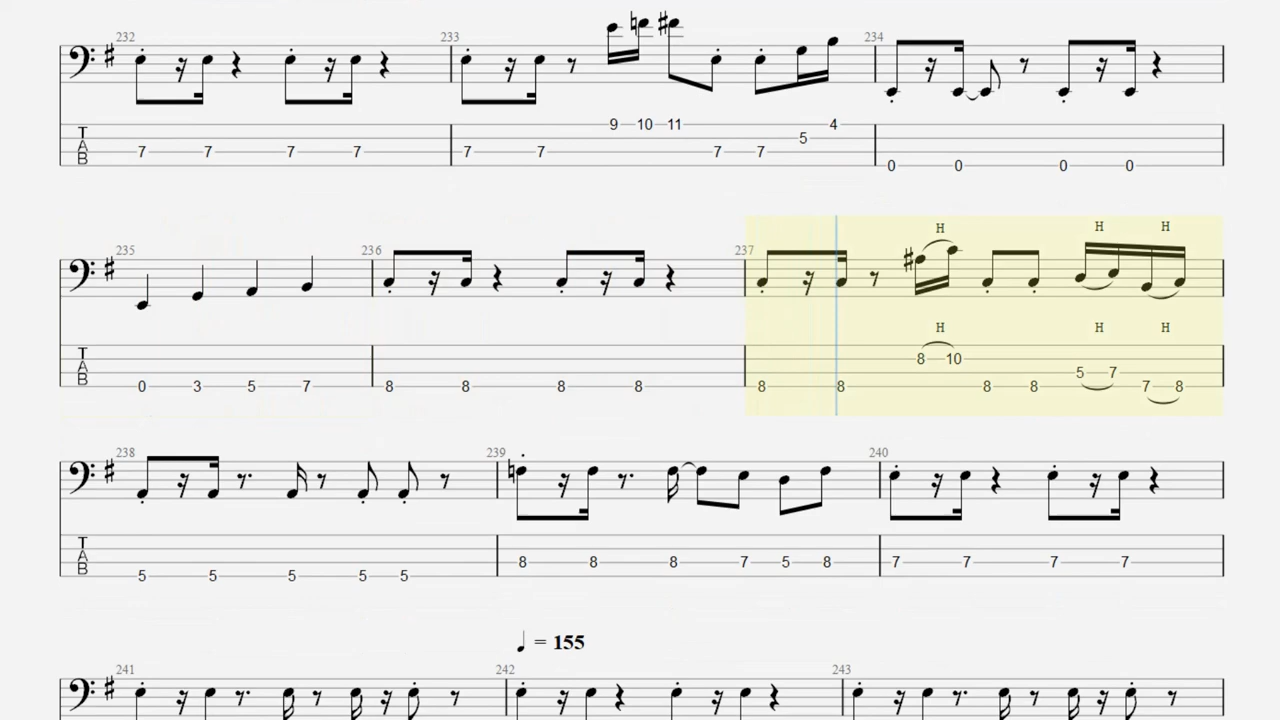 232 233 234
9 10 11 4
5
7 7 7 7 7 7 7 7
0 0 0 0
T
A
B
235 236 237
H H H
H H H
8 10
5 7
0 3 5 7 8 8 8 8 8 8 8 8 7 8
T
A
B
238 239 240
8 8 8 7 5 8 7 7 7 7
5 5 5 5 5
T
A
B
= 155
241 242 243